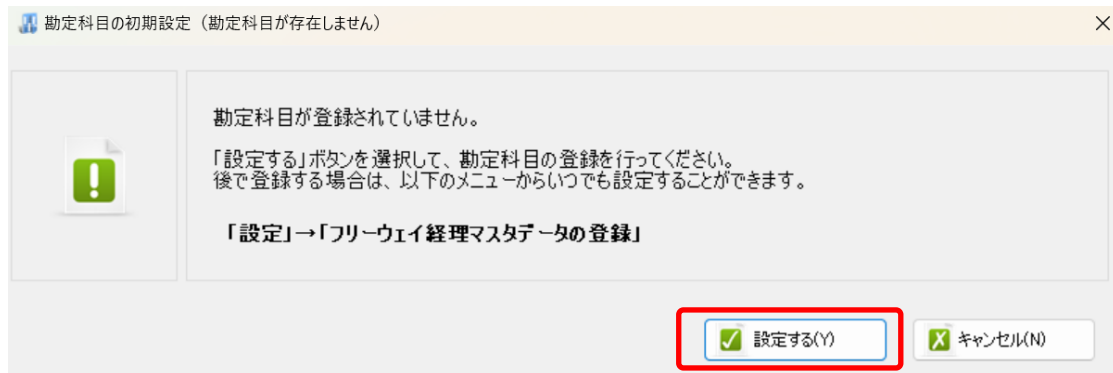 勘定科目の初期設定（勘定科目が存在しません）
勘定科目が登録されていません。
「設定する」ボタンを選択して、勘定科目の登録を行ってください。
後で登録する場合は、以下のメニューからいつでも設定することができます。
「設定」→「フリーウェイ経理マスタデータの登録」
設定する(Y)
キャンセル(N)